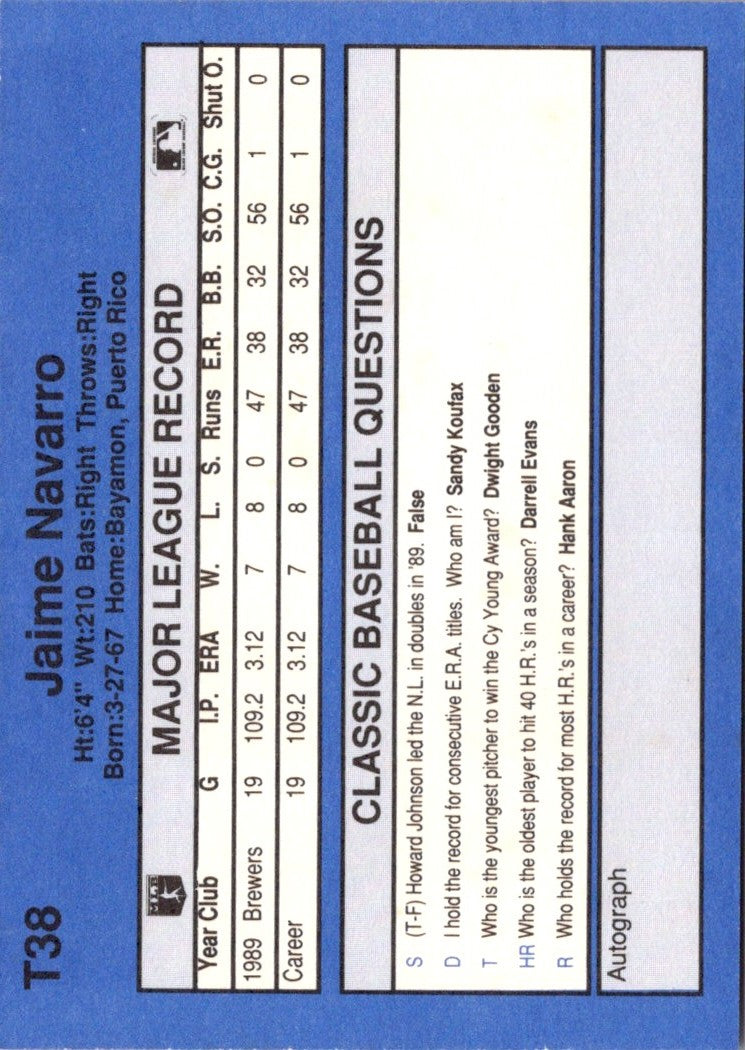 T38
Jaime Navarro
Ht:6'4" Wt:210 Bats:Right Throws:Right
Born:3-27-67 Home:Bayamon, Puerto Rico
MAJOR LEAGUE RECORD
Year Club G I.P. ERA W. L. S. Runs E.R. B.B. S.O. C.G. Shut O.
1989 Brewers 19 109.2 3.12 7 8 0 47 38 32 56 1 0
Career 19 109.2 3.12 7 8 0 47 38 32 56 1 0
CLASSIC BASEBALL QUESTIONS
S (T-F) Howard Johnson led the N.L. in doubles in '89. False
D I hold the record for consecutive E.R.A. titles. Who am I? Sandy Koufax
T Who is the youngest pitcher to win the Cy Young Award? Dwight Gooden
HR Who is the oldest player to hit 40 H.R.'s in a season? Darrell Evans
R Who holds the record for most H.R.'s in a career? Hank Aaron
Autograph